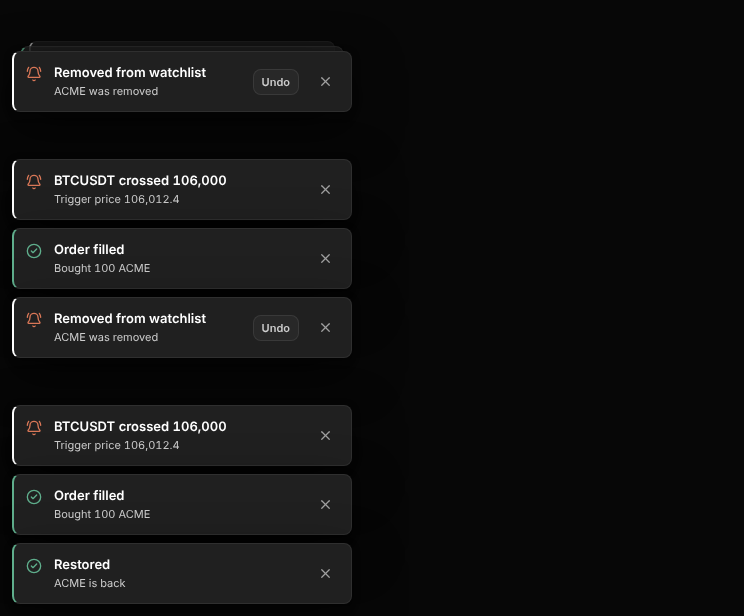 Removed from watchlist
ACME was removed
Undo
BTCUSDT crossed 106,000
Trigger price 106,012.4
Order filled
Bought 100 ACME
Removed from watchlist
ACME was removed
Undo
BTCUSDT crossed 106,000
Trigger price 106,012.4
Order filled
Bought 100 ACME
Restored
ACME is back